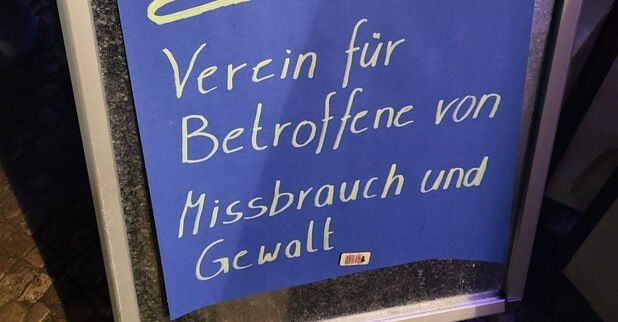 Verein für
Betroffene von
Missbrauch und
Gewalt